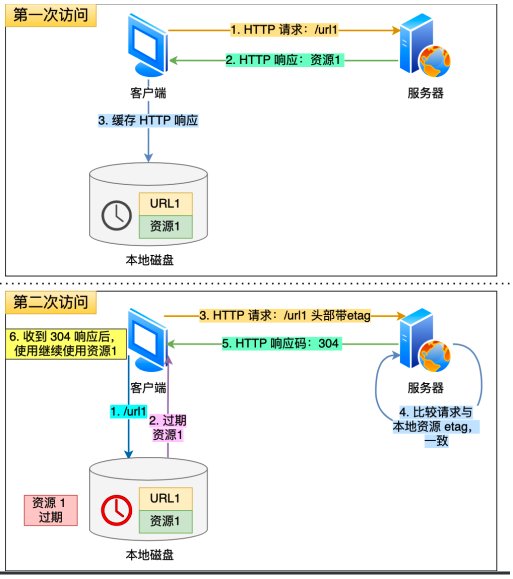 第一次访问
1. HTTP 请求：/url1
2. HTTP 响应：资源1
客户端
服务器
3. 缓存 HTTP 响应
URL1
资源1
本地磁盘
第二次访问
3. HTTP 请求：/url1 头部带etag
6. 收到 304 响应后，
使用继续使用资源1
5. HTTP 响应码：304
客户端
服务器
1. /url1
2. 过期
资源1
4. 比较请求与
本地资源 etag，
一致
资源 1
过期
URL1
资源1
本地磁盘